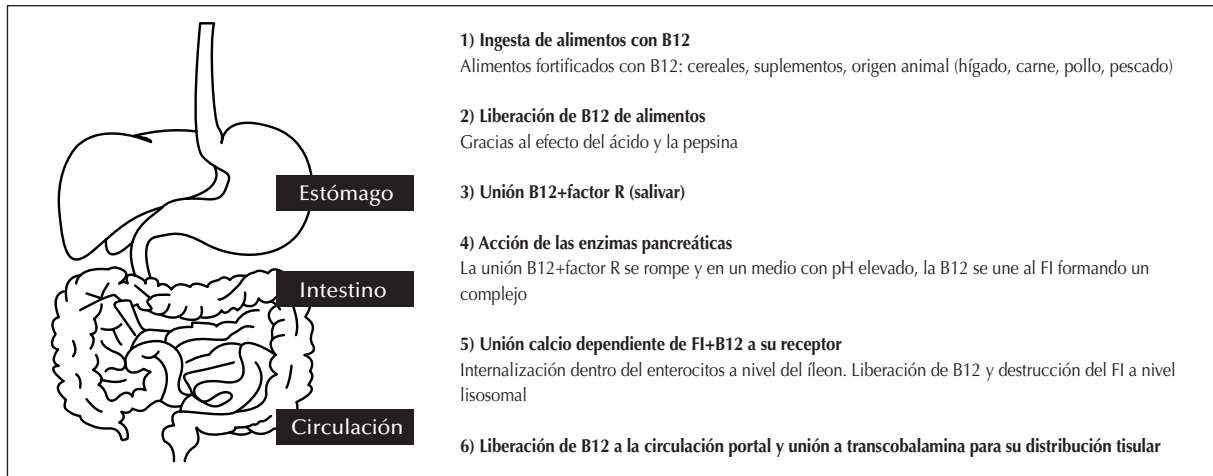 1) Ingesta de alimentos con B12
Alimentos fortificados con B12: cereales, suplementos, origen animal (hígado, carne, pollo, pescado)
2) Liberación de B12 de alimentos
Gracias al efecto del ácido y la pepsina
Estómago
3) Unión B12+factor R (salivar)
4) Acción de las enzimas pancreáticas
La unión B12+factor R se rompe y en un medio con pH elevado, la B12 se une al FI formando un
complejo
Intestino
5) Unión calcio dependiente de FI+B12 a su receptor
Internalización dentro del enterocitos a nivel del íleon. Liberación de B12 y destrucción del FI a nivel
lisosomal
Circulación
6) Liberación de B12 a la circulación portal y unión a transcobalamina para su distribución tisular